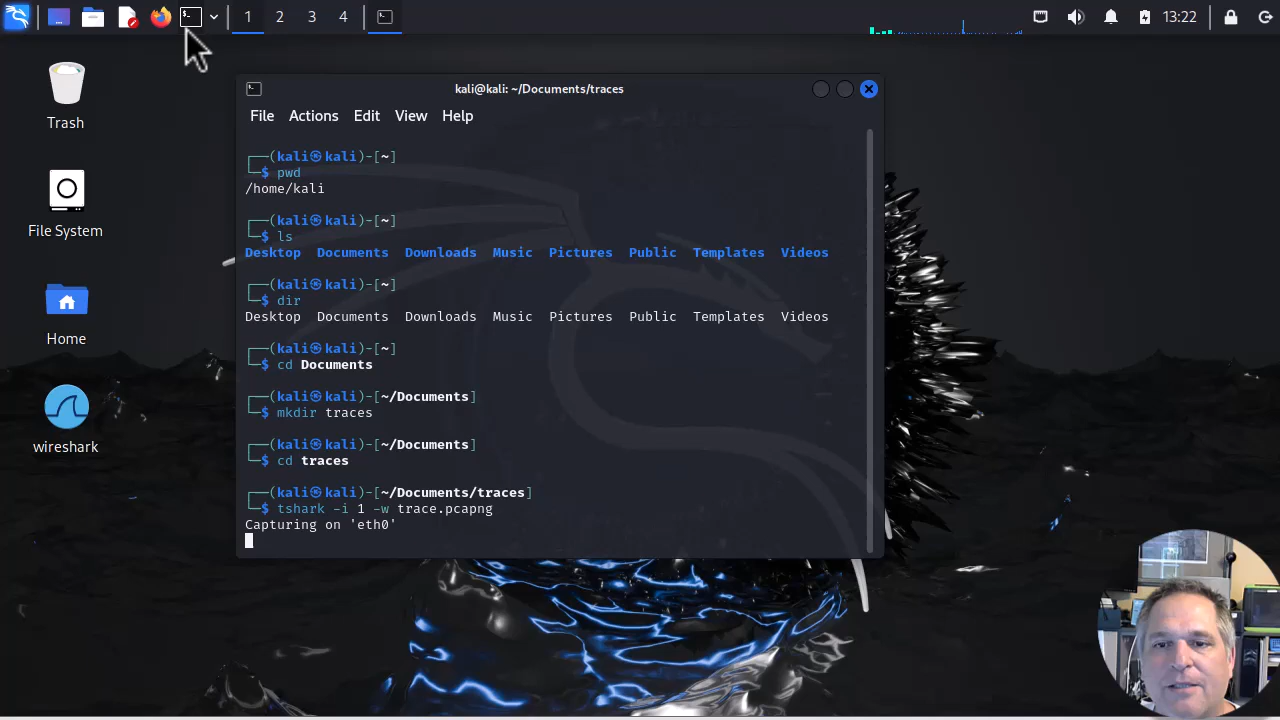 1 2 3 4 13:22
Trash
File System
Home
wireshark
kali@kali: ~/Documents/traces
File Actions Edit View Help
┌──(kali㉿kali)-[~]
└─$ pwd
/home/kali
┌──(kali㉿kali)-[~]
└─$ ls
Desktop Documents Downloads Music Pictures Public Templates Videos
┌──(kali㉿kali)-[~]
└─$ dir
Desktop Documents Downloads Music Pictures Public Templates Videos
┌──(kali㉿kali)-[~]
└─$ cd Documents
┌──(kali㉿kali)-[~/Documents]
└─$ mkdir traces
┌──(kali㉿kali)-[~/Documents]
└─$ cd traces
┌──(kali㉿kali)-[~/Documents/traces]
└─$ tshark -i 1 -w trace.pcapng
Capturing on 'eth0'